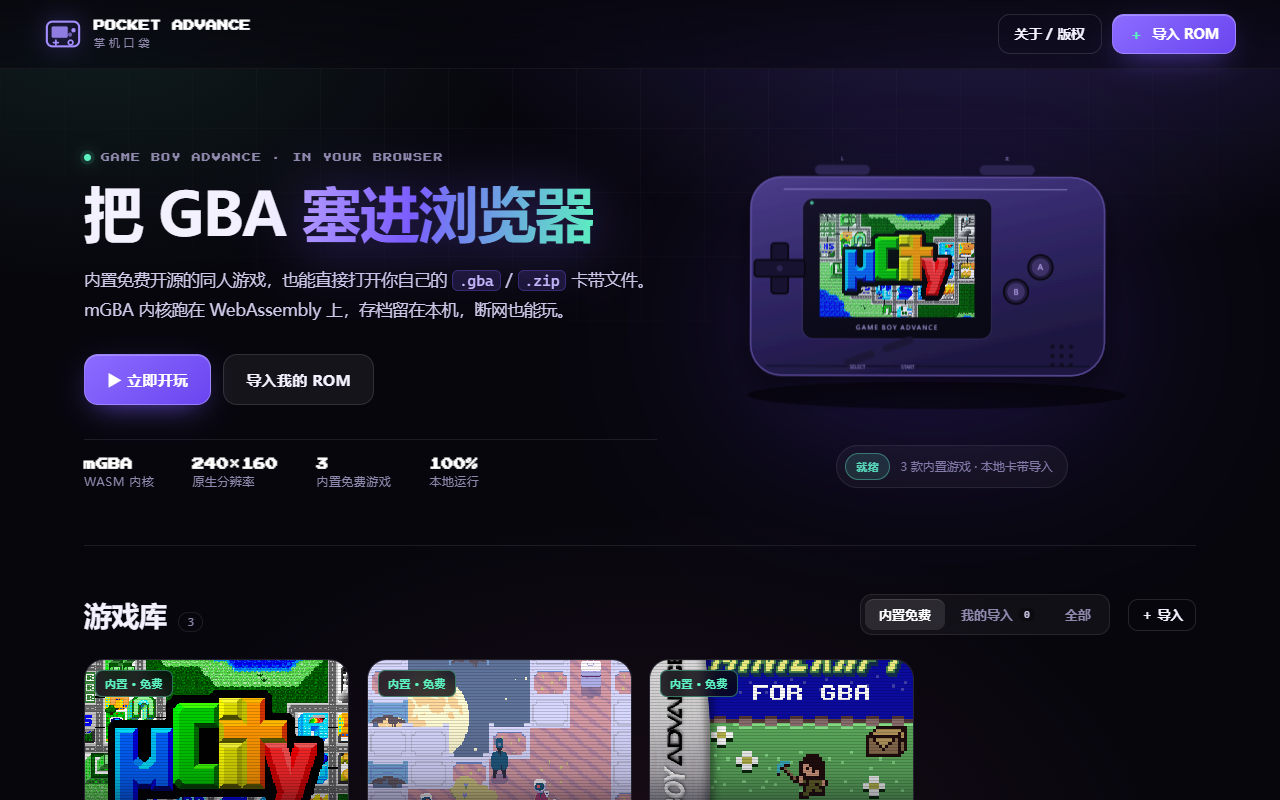 POCKET ADVANCE
掌机口袋
关于 / 版权
+ 导入 ROM
GAME BOY ADVANCE · IN YOUR BROWSER
把 GBA 塞进浏览器
内置免费开源的同人游戏，也能直接打开你自己的 .gba / .zip 卡带文件。
mGBA 内核跑在 WebAssembly 上，存档留在本机，断网也能玩。
▶ 立即开玩
导入我的 ROM
mGBA
WASM 内核
240×160
原生分辨率
3
内置免费游戏
100%
本地运行
L
R
µCity
A
B
GAME BOY ADVANCE
SELECT
START
就绪
3 款内置游戏 · 本地卡带导入
游戏库 3
内置免费
我的导入 0
全部
+ 导入
内置 • 免费
µCity
内置 • 免费
内置 • 免费
MINICRAFT
FOR GBA